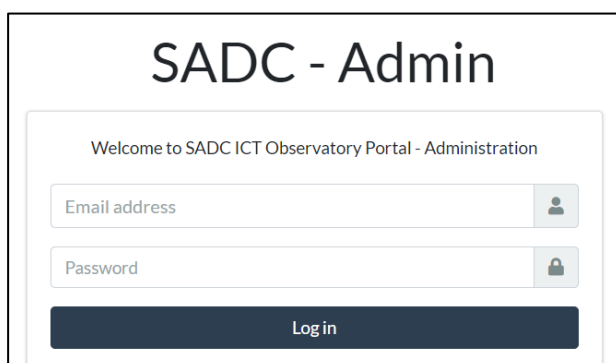 SADC - Admin
Welcome to SADC ICT Observatory Portal - Administration
Email address
Password
Log in